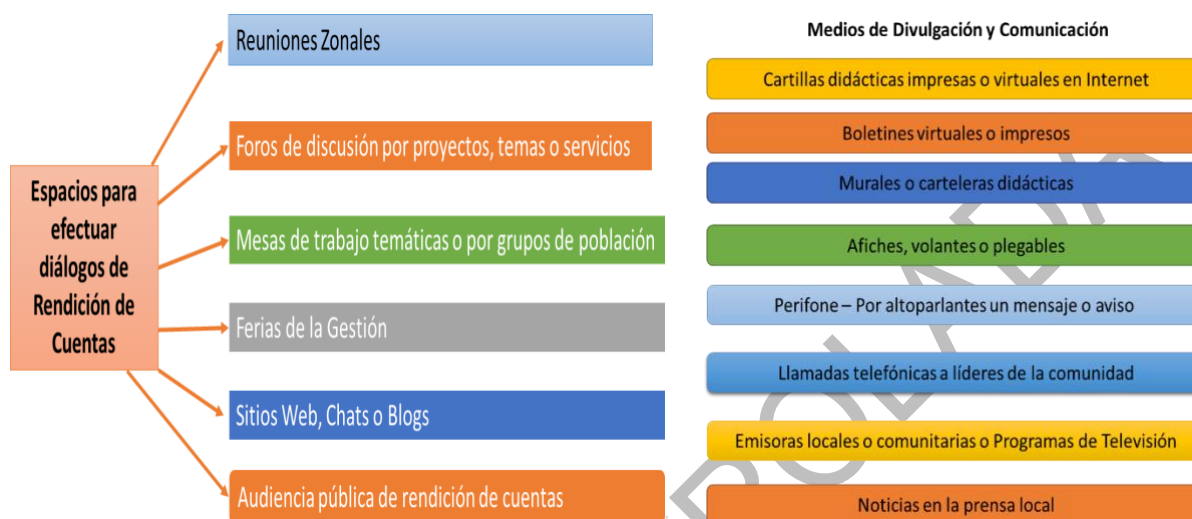 Espacios para
efectuar
diálogos de
Rendición de
Cuentas
Reuniones Zonales
Foros de discusión por proyectos, temas o servicios
Mesas de trabajo temáticas o por grupos de población
Ferias de la Gestión
Sitios Web, Chats o Blogs
Audiencia pública de rendición de cuentas
Medios de Divulgación y Comunicación
Cartillas didácticas impresas o virtuales en Internet
Boletines virtuales o impresos
Murales o carteleras didácticas
Afiches, volantes o plegables
Perifone – Por altoparlantes un mensaje o aviso
Llamadas telefónicas a líderes de la comunidad
Emisoras locales o comunitarias o Programas de Televisión
Noticias en la prensa local